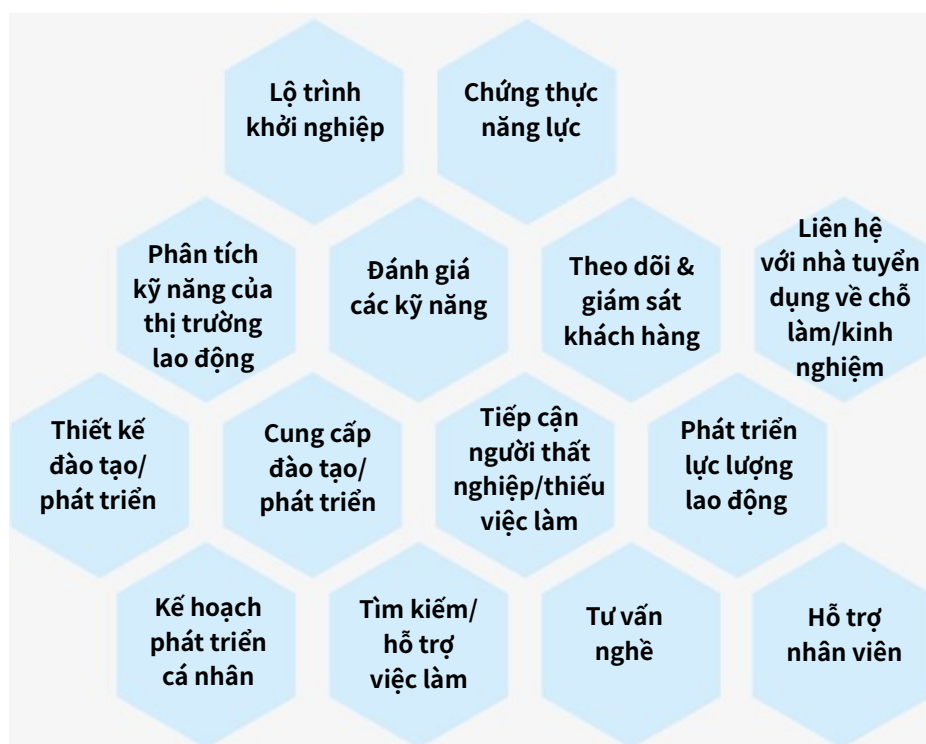 Lộ trình
khởi nghiệp
Chứng thực
năng lực
Phân tích
kỹ năng của
thị trường
lao động
Đánh giá
các kỹ năng
Theo dõi &
giám sát
khách hàng
Liên hệ
với nhà tuyển
dụng về chỗ
làm/kinh
nghiệm
Thiết kế
đào tạo/
phát triển
Cung cấp
đào tạo/
phát triển
Tiếp cận
người thất
nghiệp/thiếu
việc làm
Phát triển
lực lượng
lao động
Kế hoạch
phát triển
cá nhân
Tìm kiếm/
hỗ trợ
việc làm
Tư vấn
nghề
Hỗ trợ
nhân viên